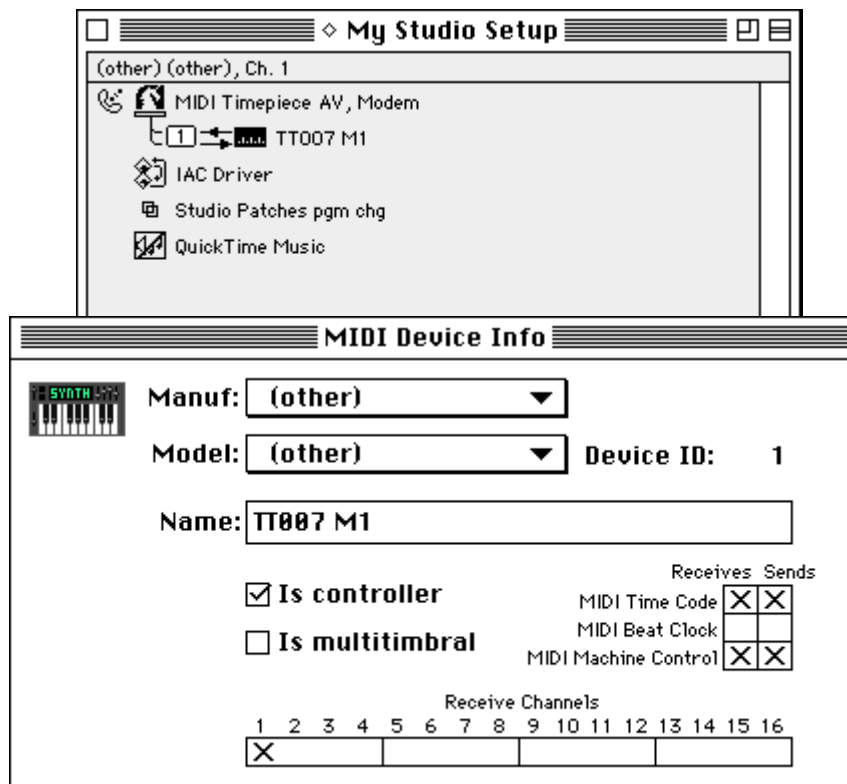 My Studio Setup
(other) (other), Ch. 1
MIDI Timepiece AV, Modem
1 TT007 M1
IAC Driver
Studio Patches pgm chg
QuickTime Music
MIDI Device Info
SYNTH
Manuf: (other)
Model: (other) Device ID: 1
Name: TT007 M1
Receives Sends
Is controller
MIDI Time Code
MIDI Beat Clock
Is multitimbral
MIDI Machine Control
Receive Channels
1 2 3 4 5 6 7 8 9 10 11 12 13 14 15 16